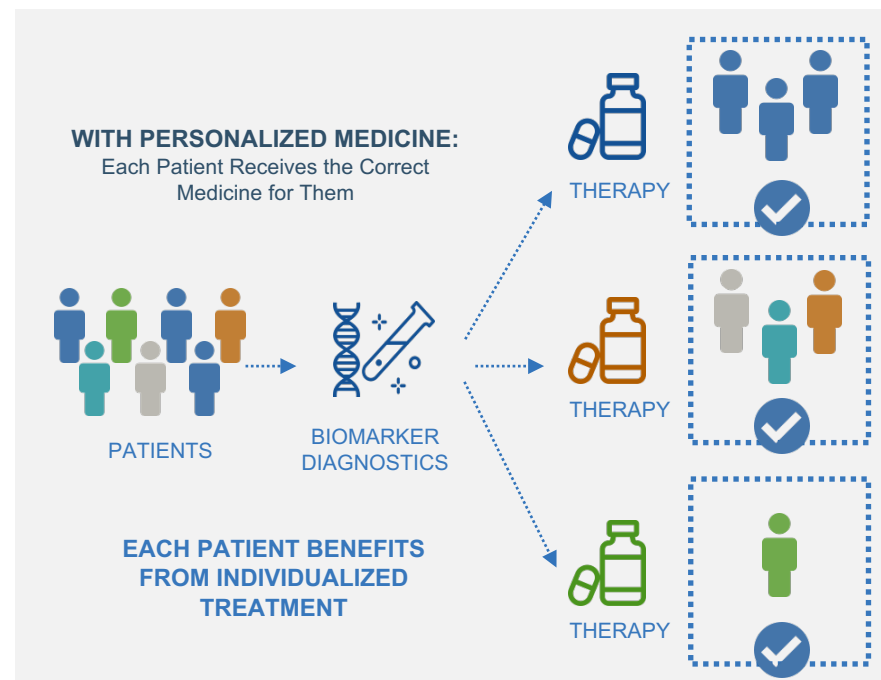 WITH PERSONALIZED MEDICINE:
Each Patient Receives the Correct
Medicine for Them
THERAPY
THERAPY
PATIENTS
BIOMARKER
DIAGNOSTICS
EACH PATIENT BENEFITS
FROM INDIVIDUALIZED
TREATMENT
THERAPY